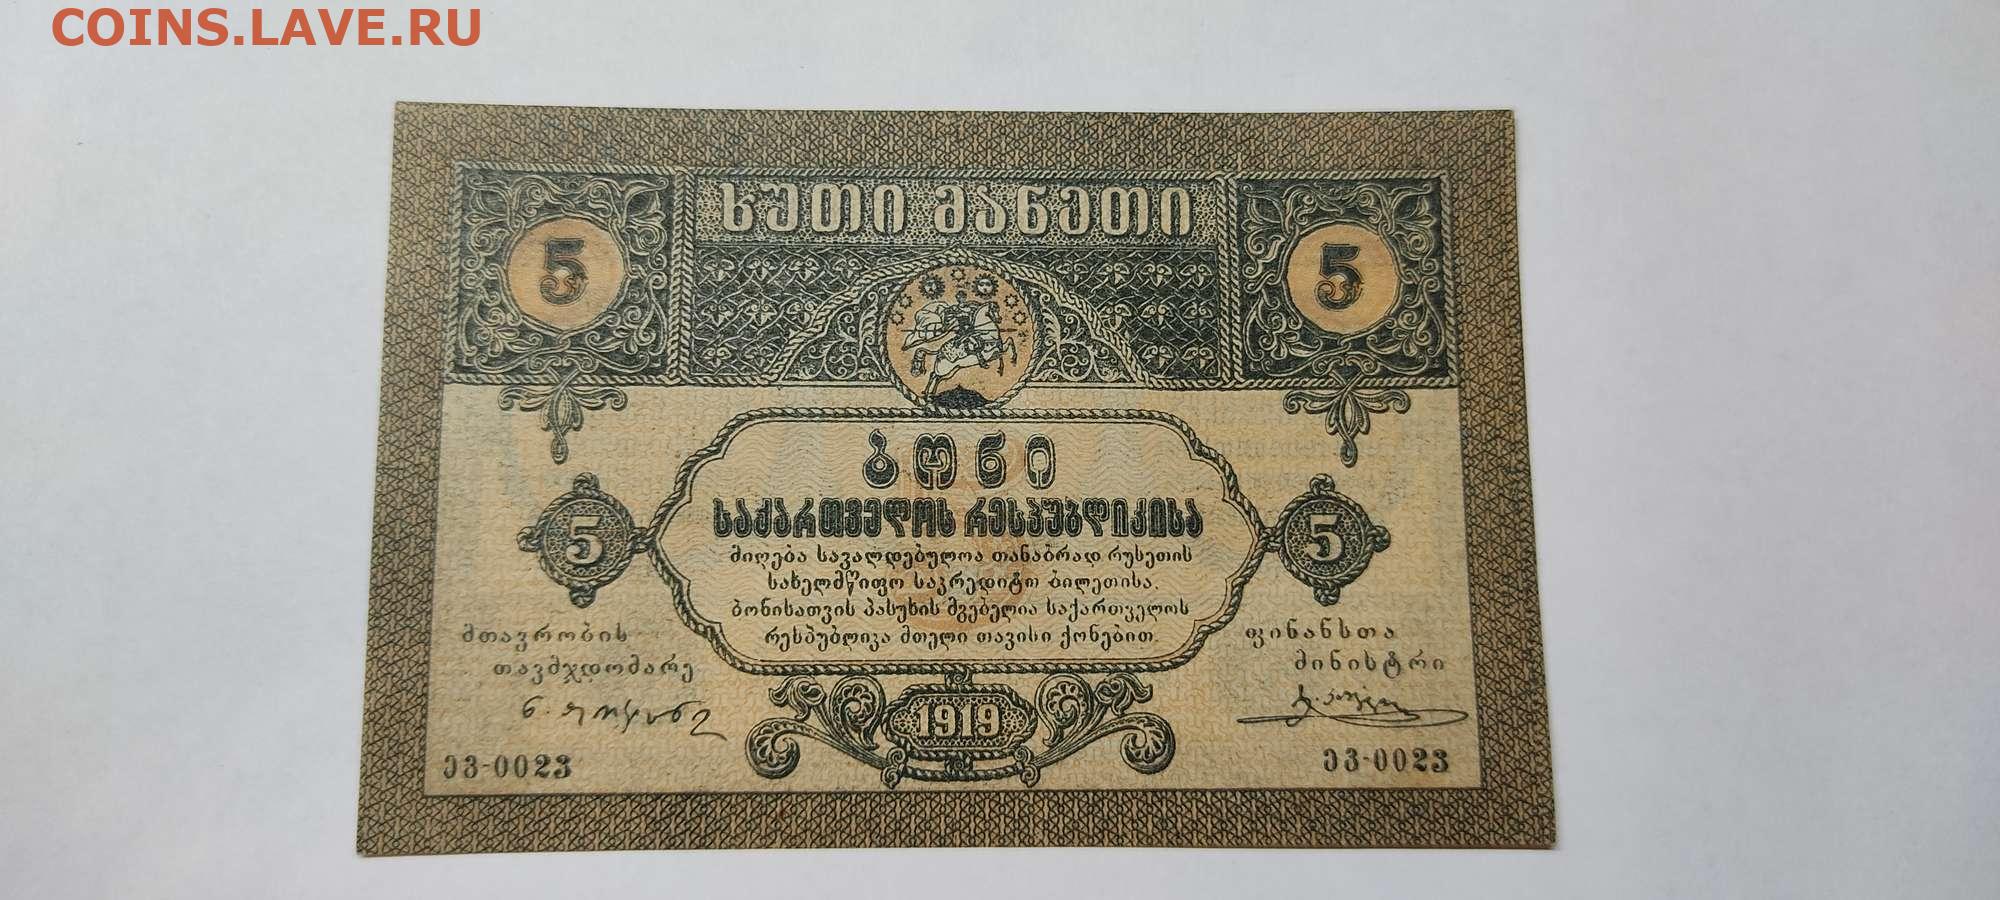 COINS.LAVE.RU
ხუთი მანეთი
5
5
ბონი
საქართველოს რესპუბლიკისა
მიღება სავალდებულოა თანაბრად რუსეთის
სახელმწიფო საკრედიტო ბილეთისა.
ბონისათვის პასუხის მგებელია საქართველოს
რესპუბლიკა მთელი თავისი ქონებით.
5
5
მთავრობის
თავმჯდომარე
ფინანსთა
მინისტრი
1919
ЭЗ-0023
ЭЗ-0023